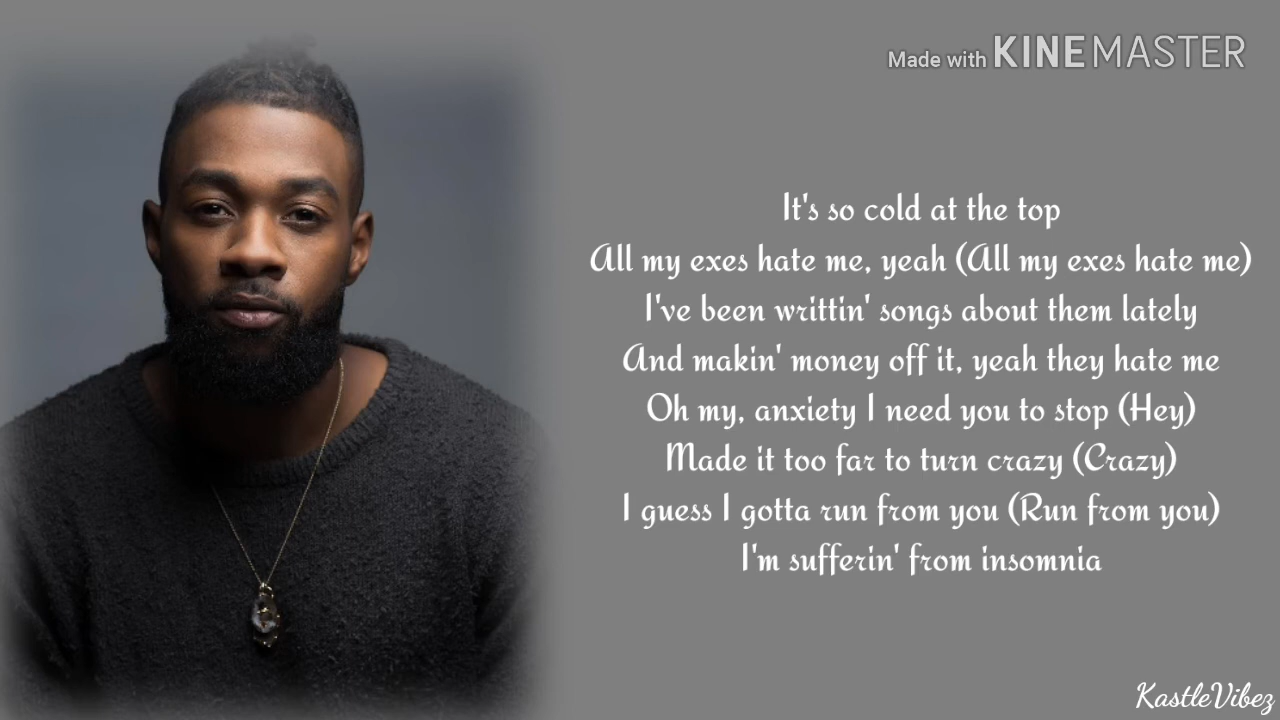 Made with KINEMASTER
It's so cold at the top
All my exes hate me, yeah (All my exes hate me)
I've been writtin' songs about them lately
And makin' money off it, yeah they hate me
Oh my, anxiety I need you to stop (Hey)
Made it too far to turn crazy (Crazy)
I guess I gotta run from you (Run from you)
I'm sufferin' from insomnia
KastleVibez